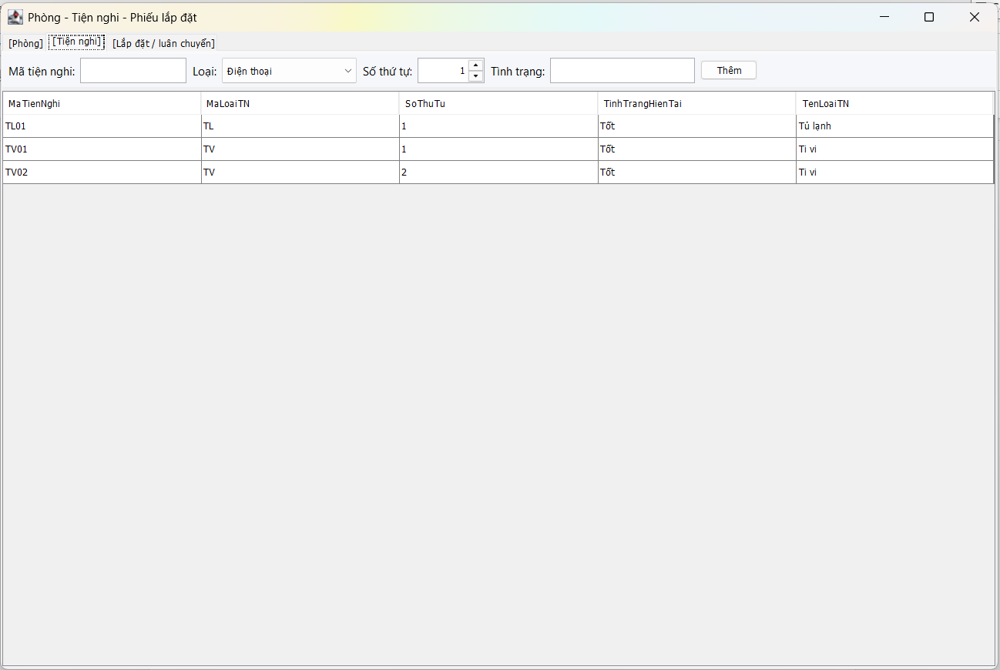 Phòng - Tiện nghi - Phiếu lắp đặt
[Phòng] [Tiện nghi] [Lắp đặt / luân chuyển]
Mã tiện nghi: Loại: Điện thoại Số thứ tự: 1 Tình trạng: Thêm
MaTienNghi MaLoaiTN SoThuTu TinhTrangHienTai TenLoaiTN
TL01 TL 1 Tốt Tủ lạnh
TV01 TV 1 Tốt Ti vi
TV02 TV 2 Tốt Ti vi